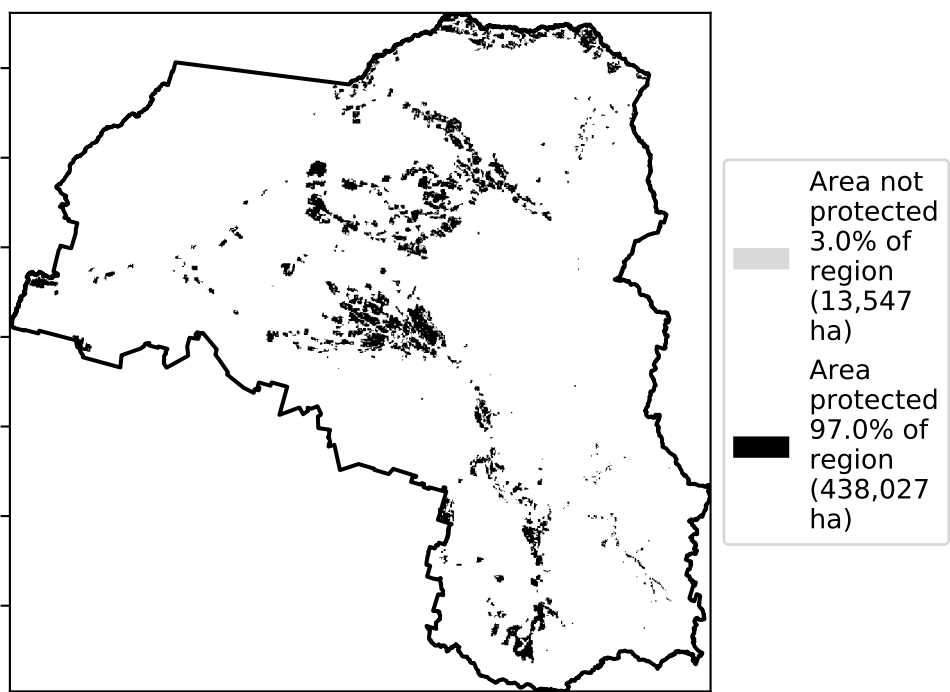 Area not
protected
3.0% of
region
(13,547
ha)
Area
protected
97.0% of
region
(438,027
ha)